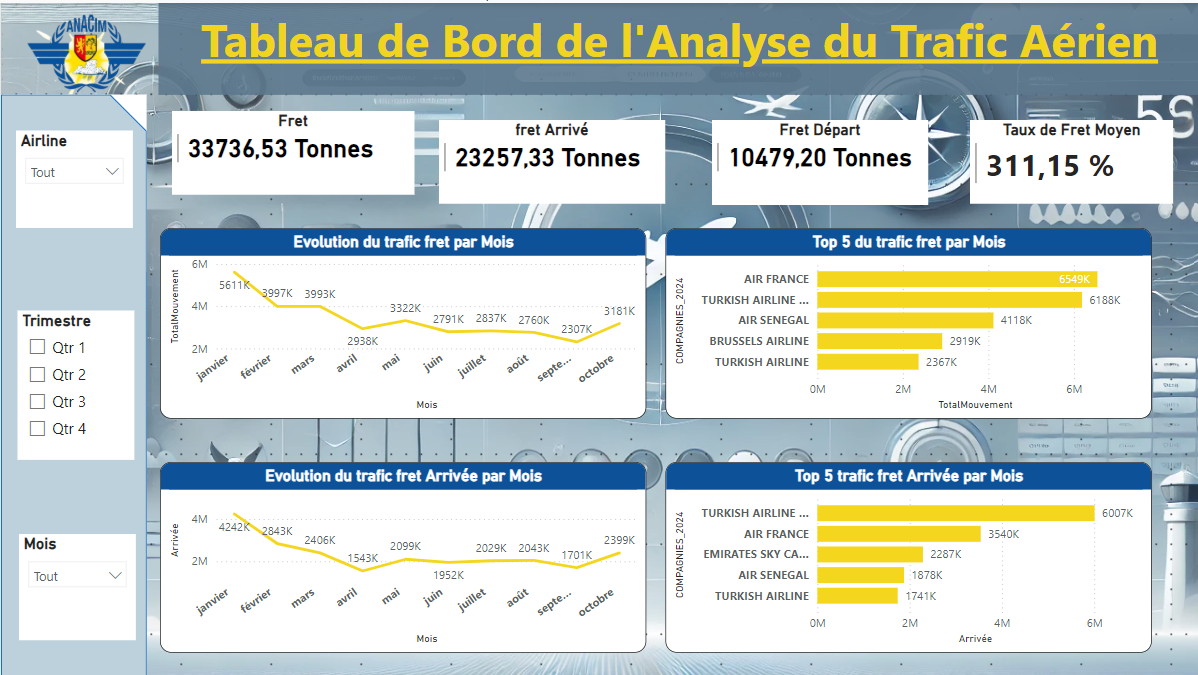 ANACIM
Tableau de Bord de l'Analyse du Trafic Aérien
Airline
Tout
Trimestre
Qtr 1
Qtr 2
Qtr 3
Qtr 4
Mois
Tout
Fret
33736,53 Tonnes
fret Arrivé
23257,33 Tonnes
Fret Départ
10479,20 Tonnes
Taux de Fret Moyen
311,15 %
Evolution du trafic fret par Mois
TotalMouvement
6M
4M
2M
5611K
3997K
3993K
2938K
3322K
2791K
2837K
2760K
2307K
3181K
janvier
février
mars
avril
mai
juin
juillet
août
septe...
octobre
Mois
Top 5 du trafic fret par Mois
COMPAGNIES_2024
AIR FRANCE 6549K
TURKISH AIRLINE ... 6188K
AIR SENEGAL 4118K
BRUSSELS AIRLINE 2919K
TURKISH AIRLINE 2367K
0M 2M 4M 6M
TotalMouvement
Evolution du trafic fret Arrivée par Mois
Arrivée
4M
2M
4242K
2843K
2406K
1543K
2099K
1952K
2029K
2043K
1701K
2399K
janvier
février
mars
avril
mai
juin
juillet
août
septe...
octobre
Mois
Top 5 trafic fret Arrivée par Mois
COMPAGNIES_2024
TURKISH AIRLINE ... 6007K
AIR FRANCE 3540K
EMIRATES SKY CA... 2287K
AIR SENEGAL 1878K
TURKISH AIRLINE 1741K
0M 2M 4M 6M
Arrivée